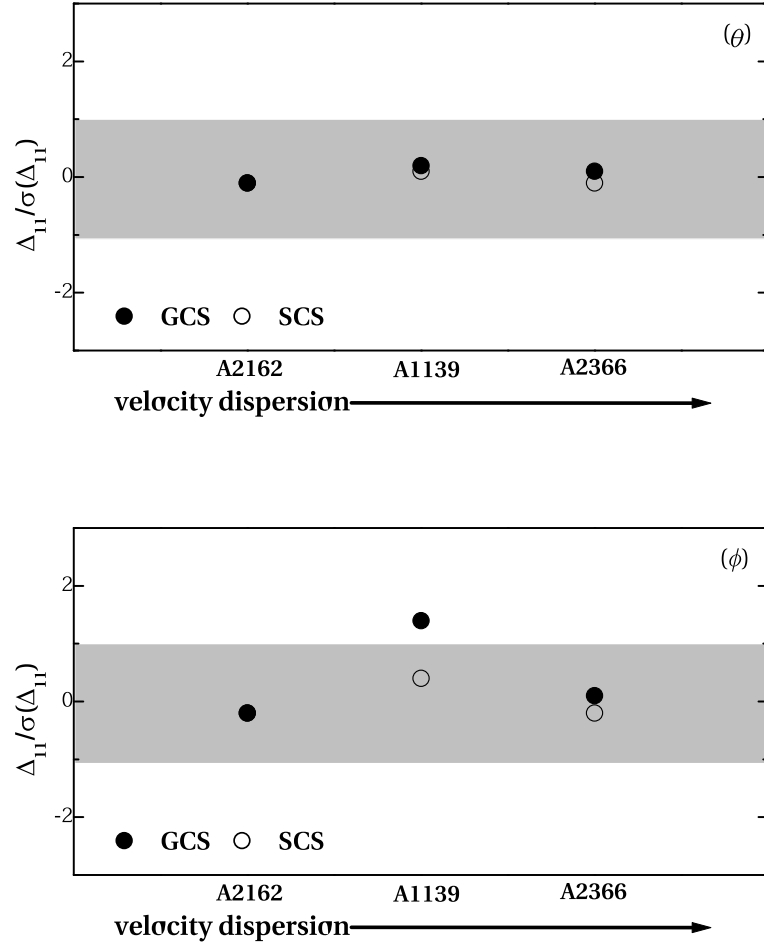 (θ)
2
0
-2
Δ11/σ(Δ11)
GCS SCS
A2162 A1139 A2366
velocity dispersion
(ϕ)
2
0
-2
Δ11/σ(Δ11)
GCS SCS
A2162 A1139 A2366
velocity dispersion